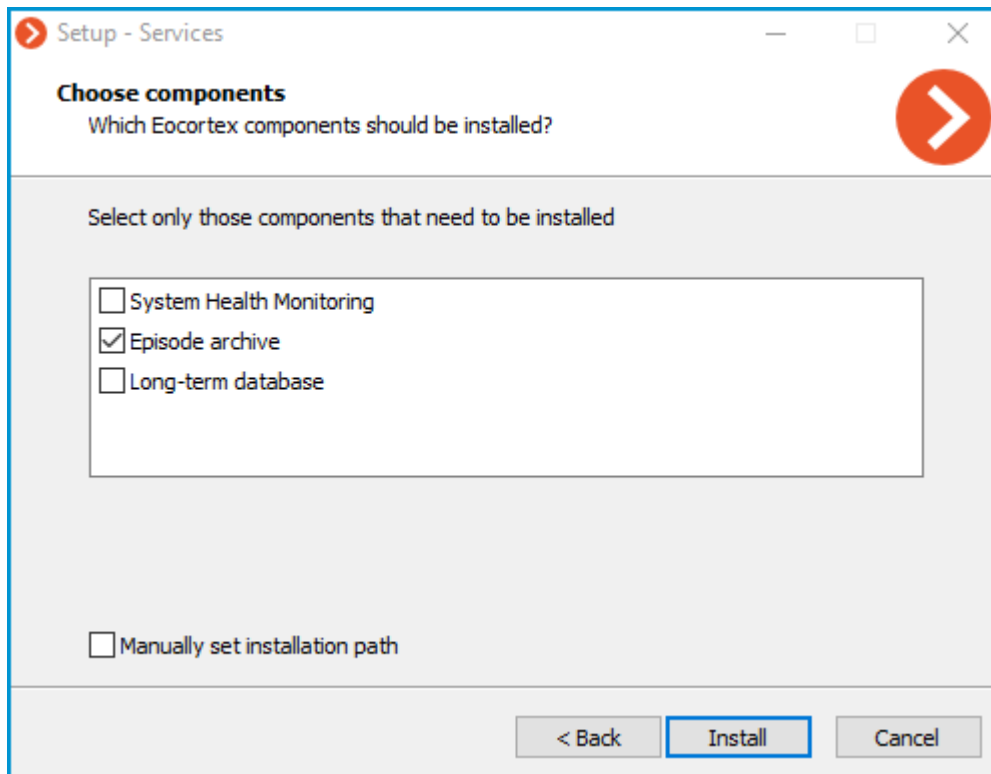 Setup - Services
Choose components
Which Eocortex components should be installed?
Select only those components that need to be installed
System Health Monitoring
Episode archive
Long-term database
Manually set installation path
< Back
Install
Cancel